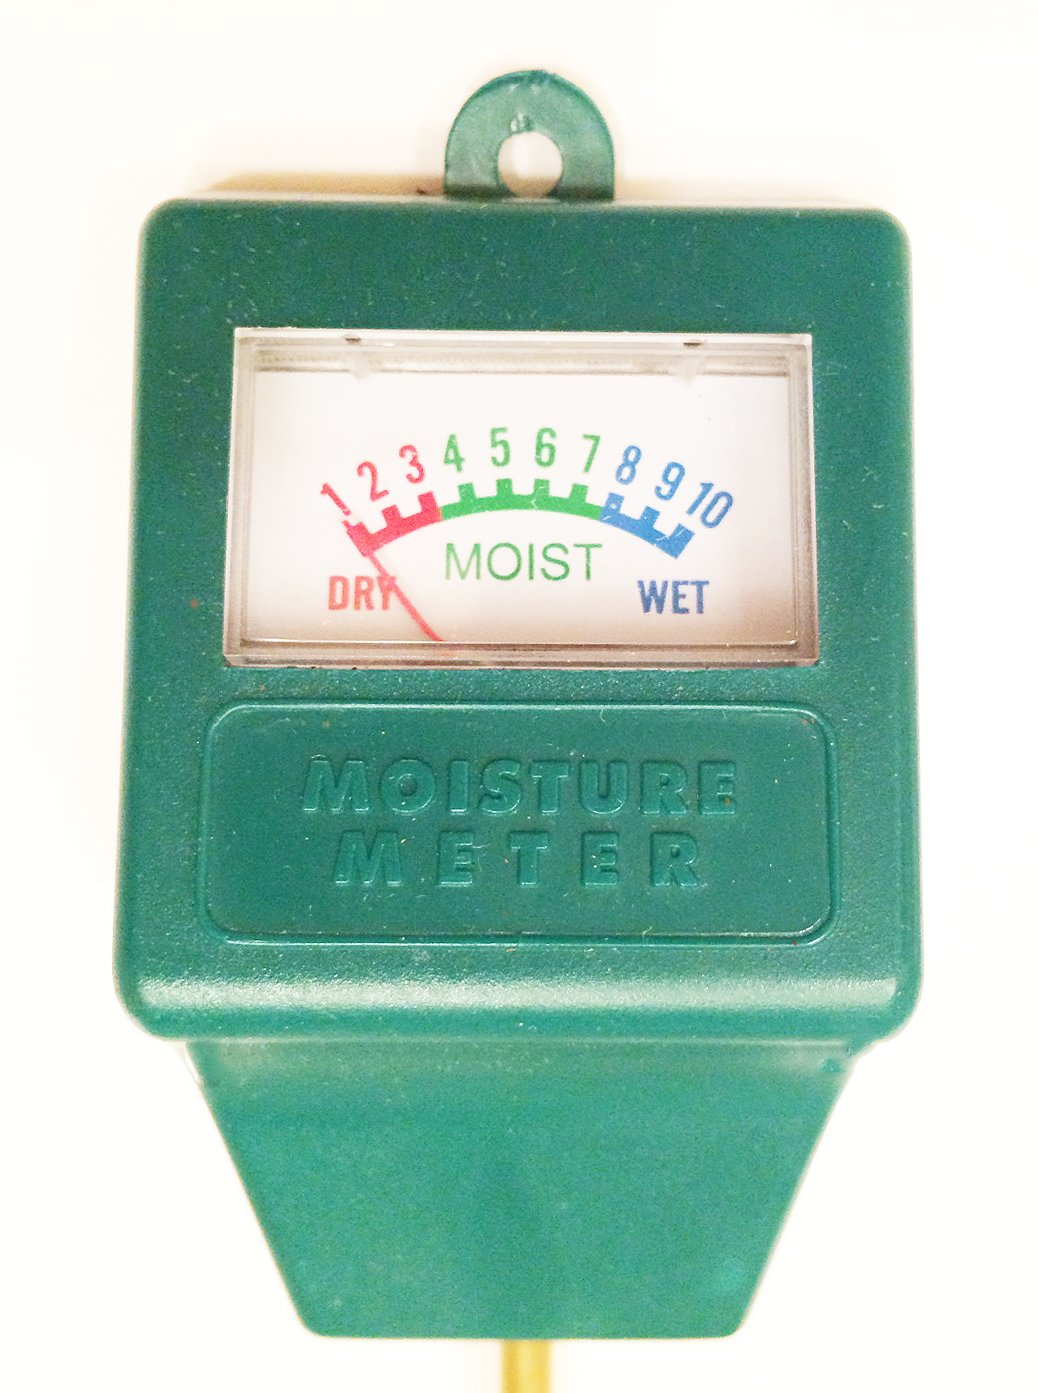 1 2 3 4 5 6 7 8 9 10
DRY MOIST WET
MOISTURE
METER